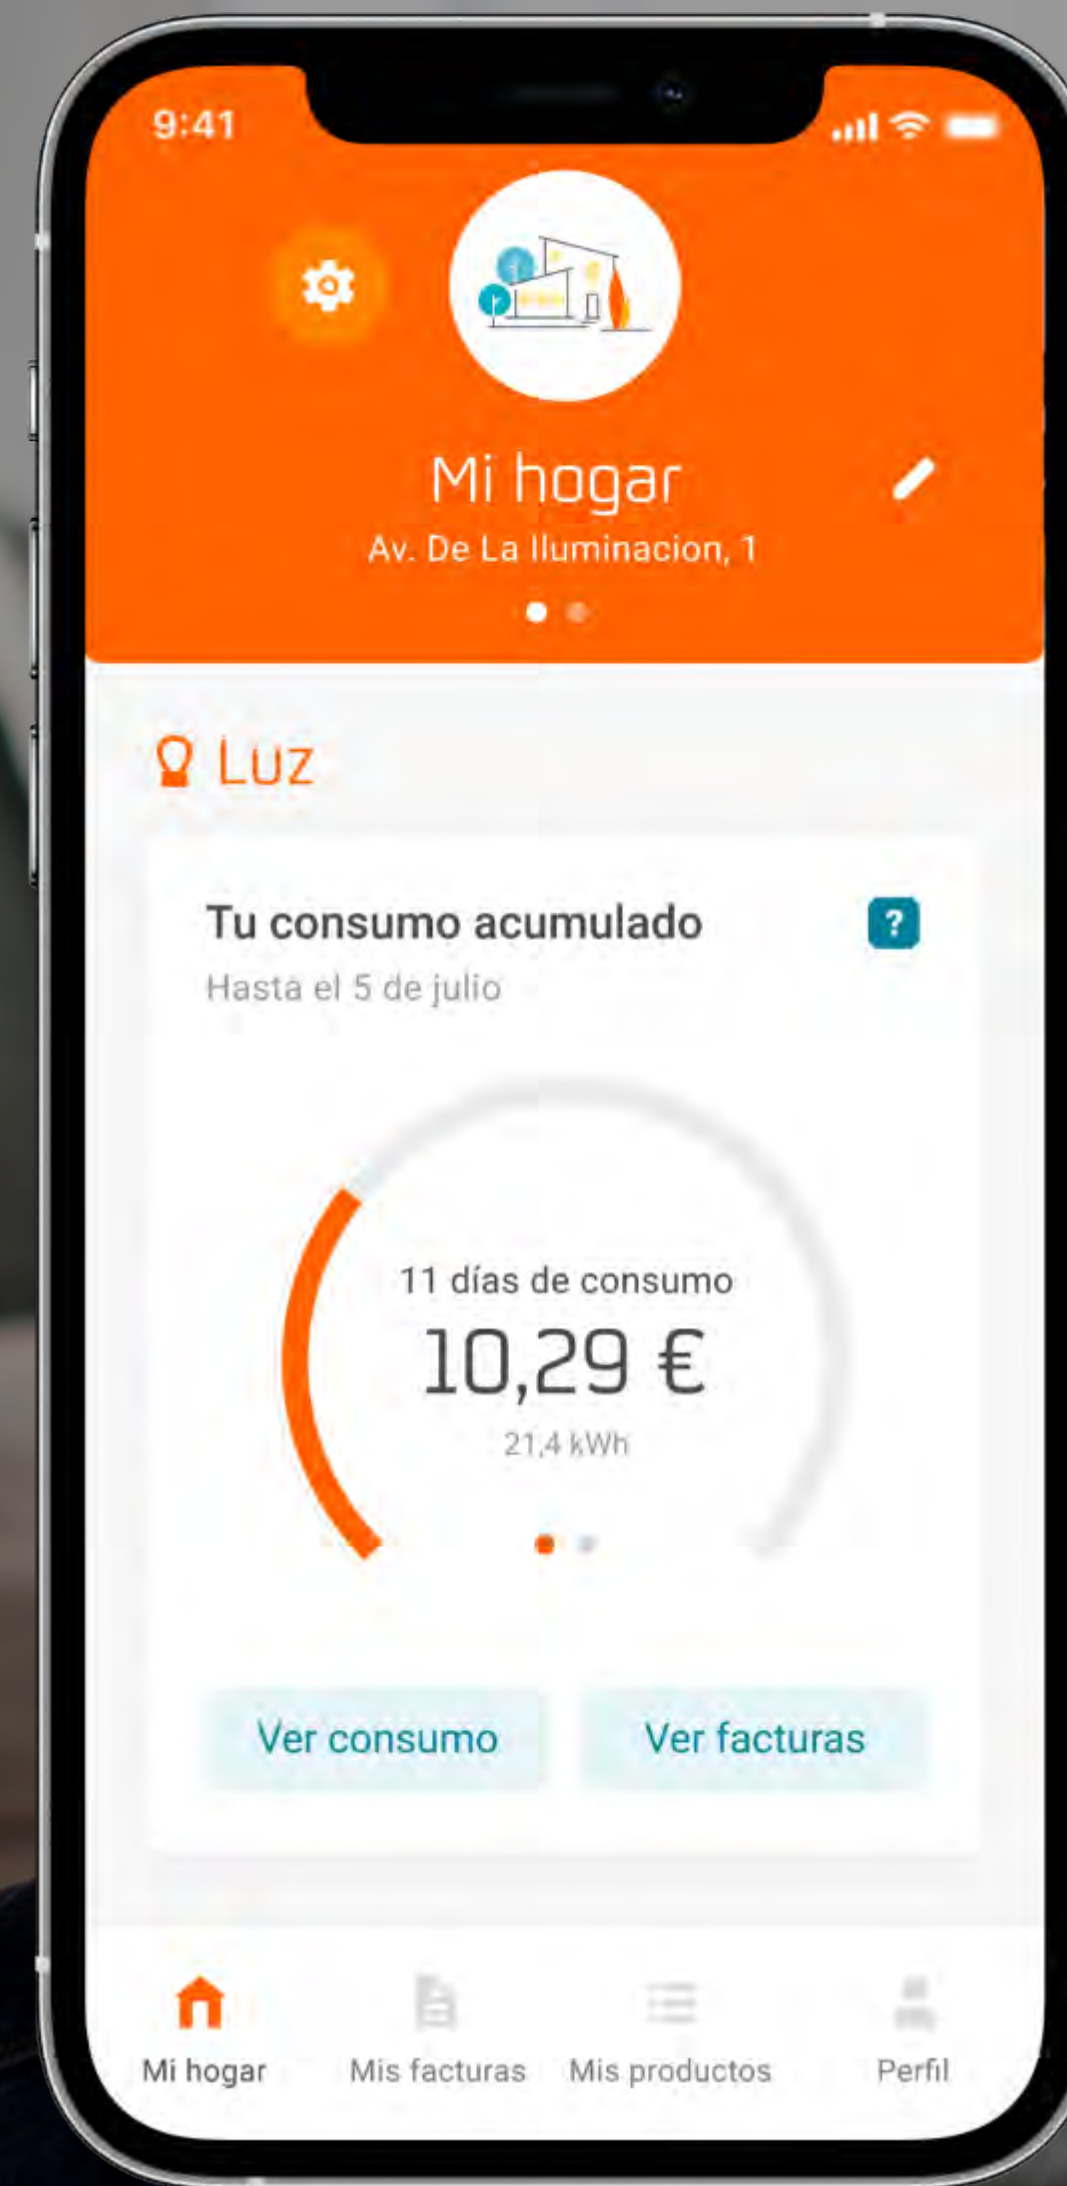 9:41
Mi hogar
Av. De La Iluminacion, 1
Luz
Tu consumo acumulado
?
Hasta el 5 de julio
11 días de consumo
10,29 €
21,4 kWh
Ver consumo
Ver facturas
Mi hogar
Mis facturas
Mis productos
Perfil